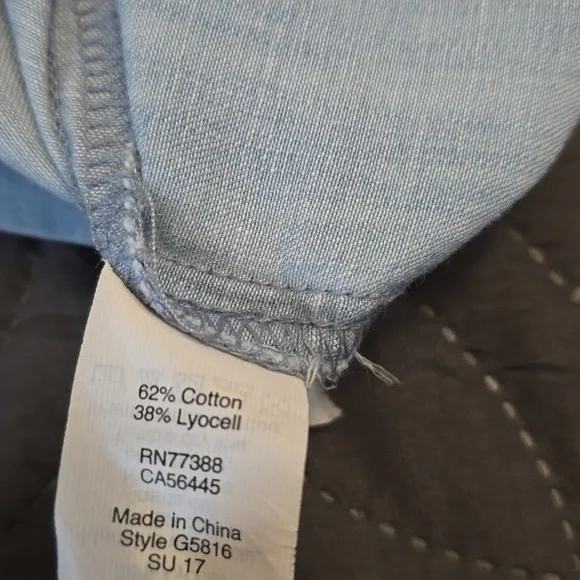 62% Cotton
38% Lyocell
RN77388
CA56445
Made in China
Style G5816
SU 17